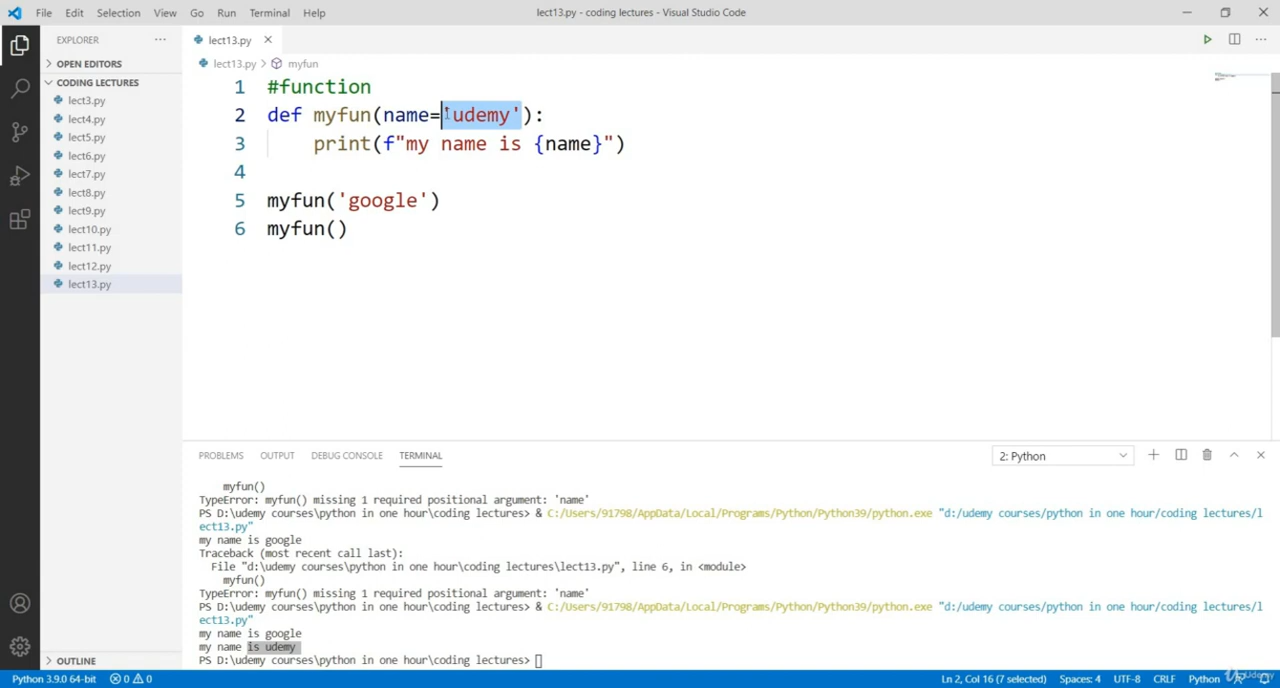 File Edit Selection View Go Run Terminal Help lect13.py - coding lectures - Visual Studio Code
EXPLORER ··· lect13.py
OPEN EDITORS lect13.py > myfun
CODING LECTURES
lect3.py
lect4.py
lect5.py
lect6.py
lect7.py
lect8.py
lect9.py
lect10.py
lect11.py
lect12.py
lect13.py
1 #function
2 def myfun(name='udemy'):
3 print(f"my name is {name}")
4
5 myfun('google')
6 myfun()
PROBLEMS OUTPUT DEBUG CONSOLE TERMINAL 2: Python
myfun()
TypeError: myfun() missing 1 required positional argument: 'name'
PS D:\udemy courses\python in one hour\coding lectures> & C:/Users/91798/AppData/Local/Programs/Python/Python39/python.exe "d:/udemy courses/python in one hour/coding lectures/l
ect13.py"
my name is google
Traceback (most recent call last):
File "d:\udemy courses\python in one hour\coding lectures\lect13.py", line 6, in <module>
myfun()
TypeError: myfun() missing 1 required positional argument: 'name'
PS D:\udemy courses\python in one hour\coding lectures> & C:/Users/91798/AppData/Local/Programs/Python/Python39/python.exe "d:/udemy courses/python in one hour/coding lectures/l
ect13.py"
my name is google
my name is udemy
PS D:\udemy courses\python in one hour\coding lectures>
OUTLINE
Python 3.9.0 64-bit 0 0 Ln 2, Col 16 (7 selected) Spaces: 4 UTF-8 CRLF Python Udemy